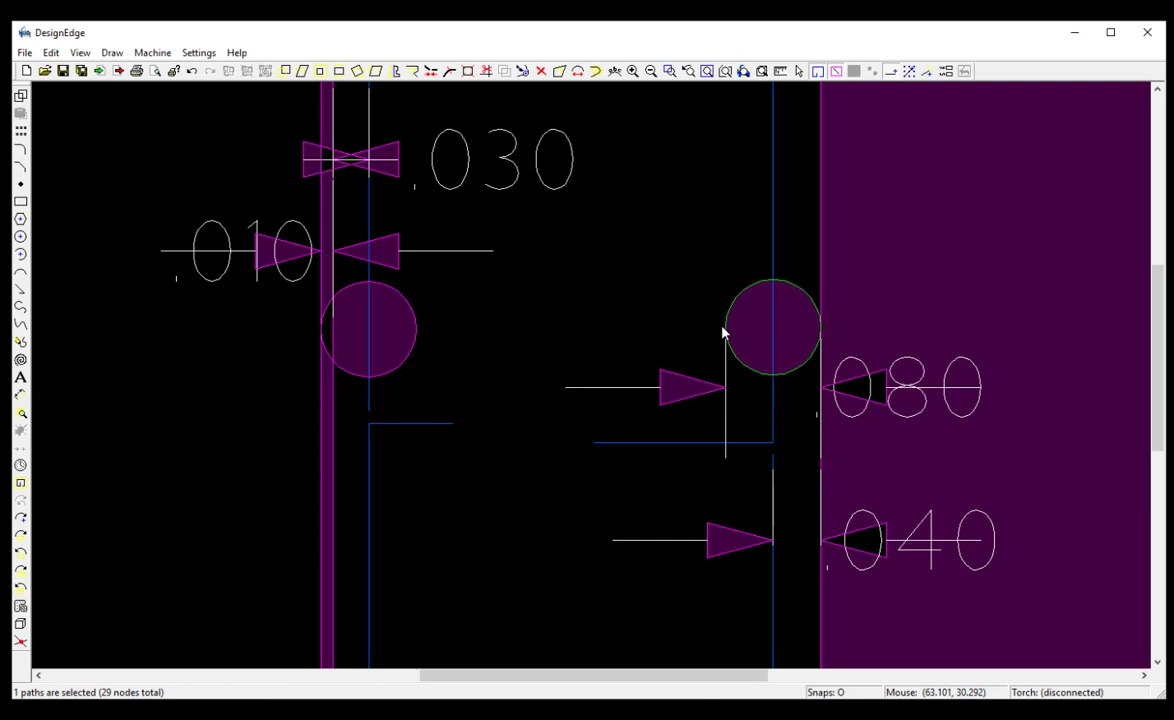 DesignEdge
File Edit View Draw Machine Settings Help
.030
.010
.080
.040
1 paths are selected (29 nodes total)
Snaps: O
Mouse: (63.101, 30.292)
Torch: (disconnected)